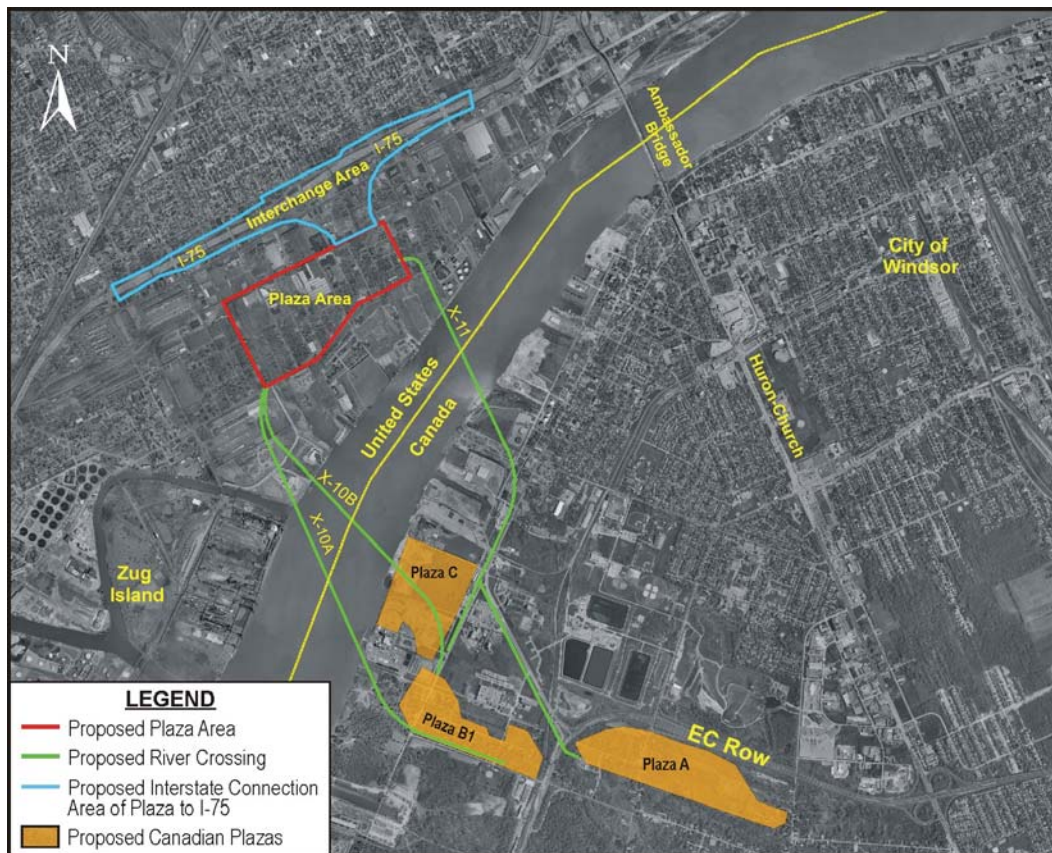 N
Ambassador
Bridge
I-75
Interchange Area
I-75
City of
Windsor
Plaza Area
X-11
United States
Canada
Huron-Church
X-10B
X-10A
Plaza C
Zug
Island
Plaza B1
EC Row
Plaza A
LEGEND
Proposed Plaza Area
Proposed River Crossing
Proposed Interstate Connection
Area of Plaza to I-75
Proposed Canadian Plazas